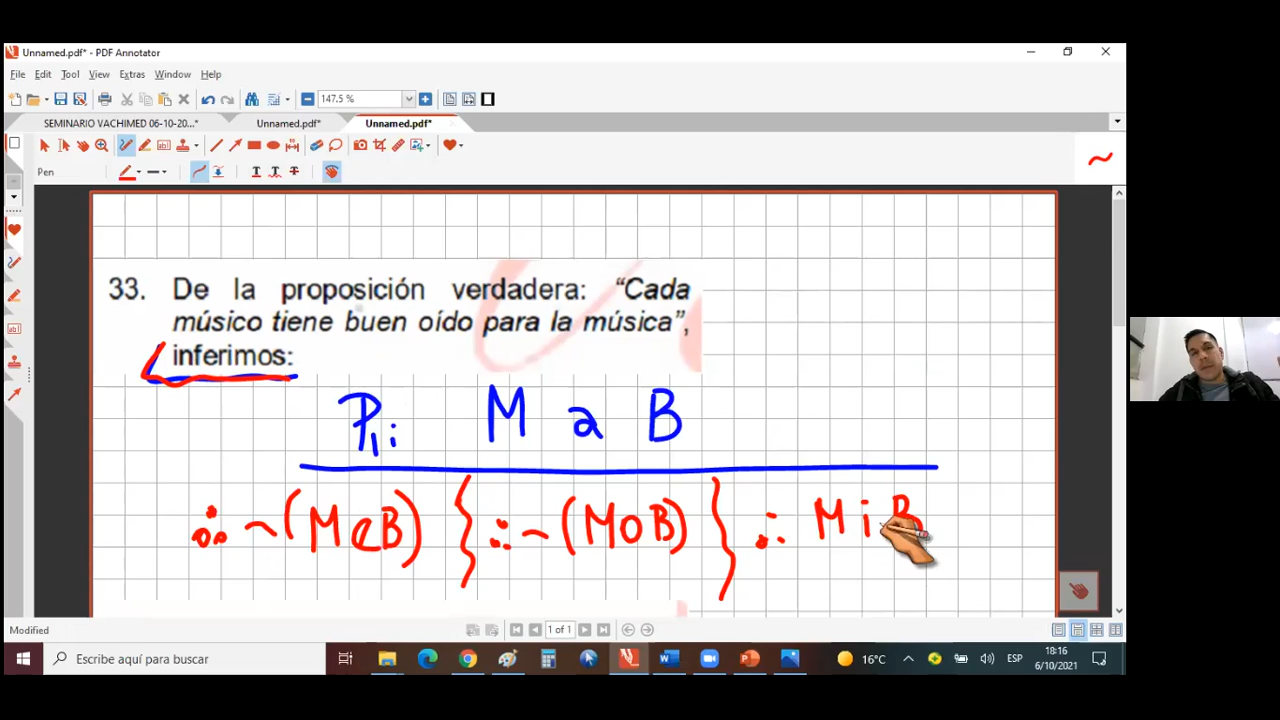 Unnamed.pdf* - PDF Annotator
File Edit Tool View Extras Window Help
147.5 %
SEMINARIO VACHIMED 06-10-20...* Unnamed.pdf* Unnamed.pdf*
Pen
33. De la proposición verdadera: “Cada
músico tiene buen oído para la música”,
inferimos:
P1i M a B
∴ ~(M e B) } ∴ ~(M o B) } ∴ M i B
Modified
1 of 1
Escribe aquí para buscar
16°C
ESP
18:16
6/10/2021